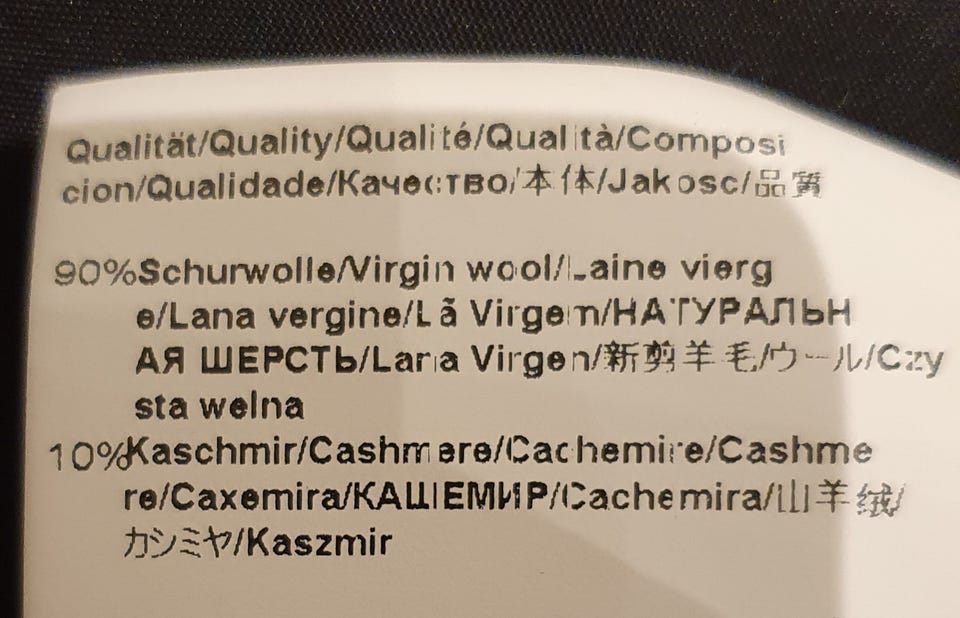 Qualität/Quality/Qualité/Qualità/Composi
cion/Qualidade/Качество/本体/Jakosc/品質
90%Schurwolle/Virgin wool/Laine vierg
e/Lana vergine/Lã Virgem/НАТУРАЛЬН
АЯ ШЕРСТЬ/Lana Virgen/新剪羊毛/ウール/Czy
sta welna
10%Kaschmir/Cashmere/Cachemire/Cashme
re/Caxemira/КАШЕМИР/Cachemira/山羊绒/
カシミヤ/Kaszmir